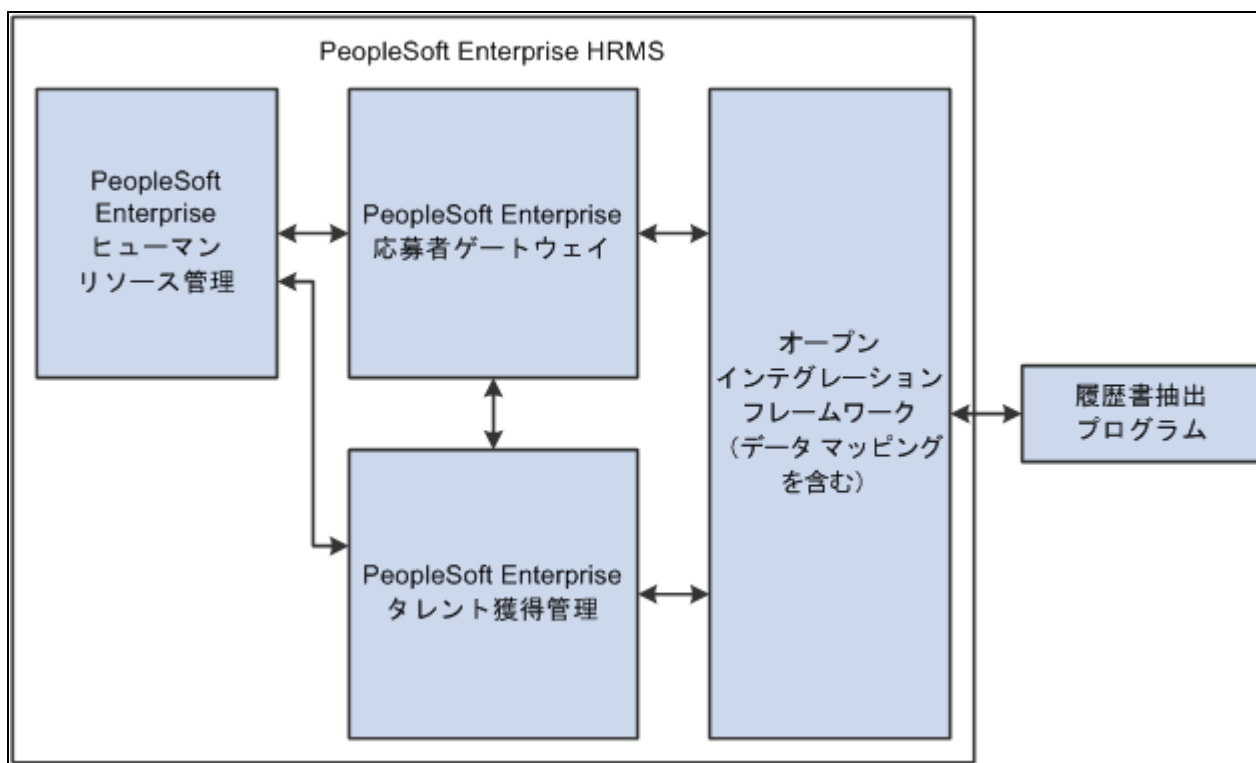 PeopleSoft Enterprise HRMS
PeopleSoft
Enterprise
ヒューマン
リソース管理
PeopleSoft Enterprise
応募者ゲートウェイ
PeopleSoft Enterprise
タレント獲得管理
オープン
インテグレーション
フレームワーク
（データ マッピング
を含む）
履歴書抽出
プログラム